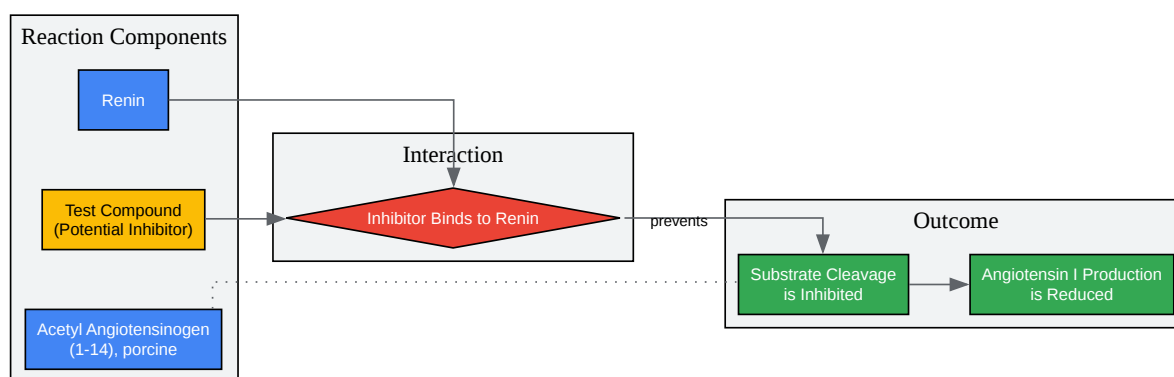 Reaction Components
Renin
Interaction
Test Compound
(Potential Inhibitor)
Inhibitor Binds to Renin
prevents
Outcome
Substrate Cleavage
is Inhibited
Angiotensin I Production
is Reduced
Acetyl Angiotensinogen
(1-14), porcine